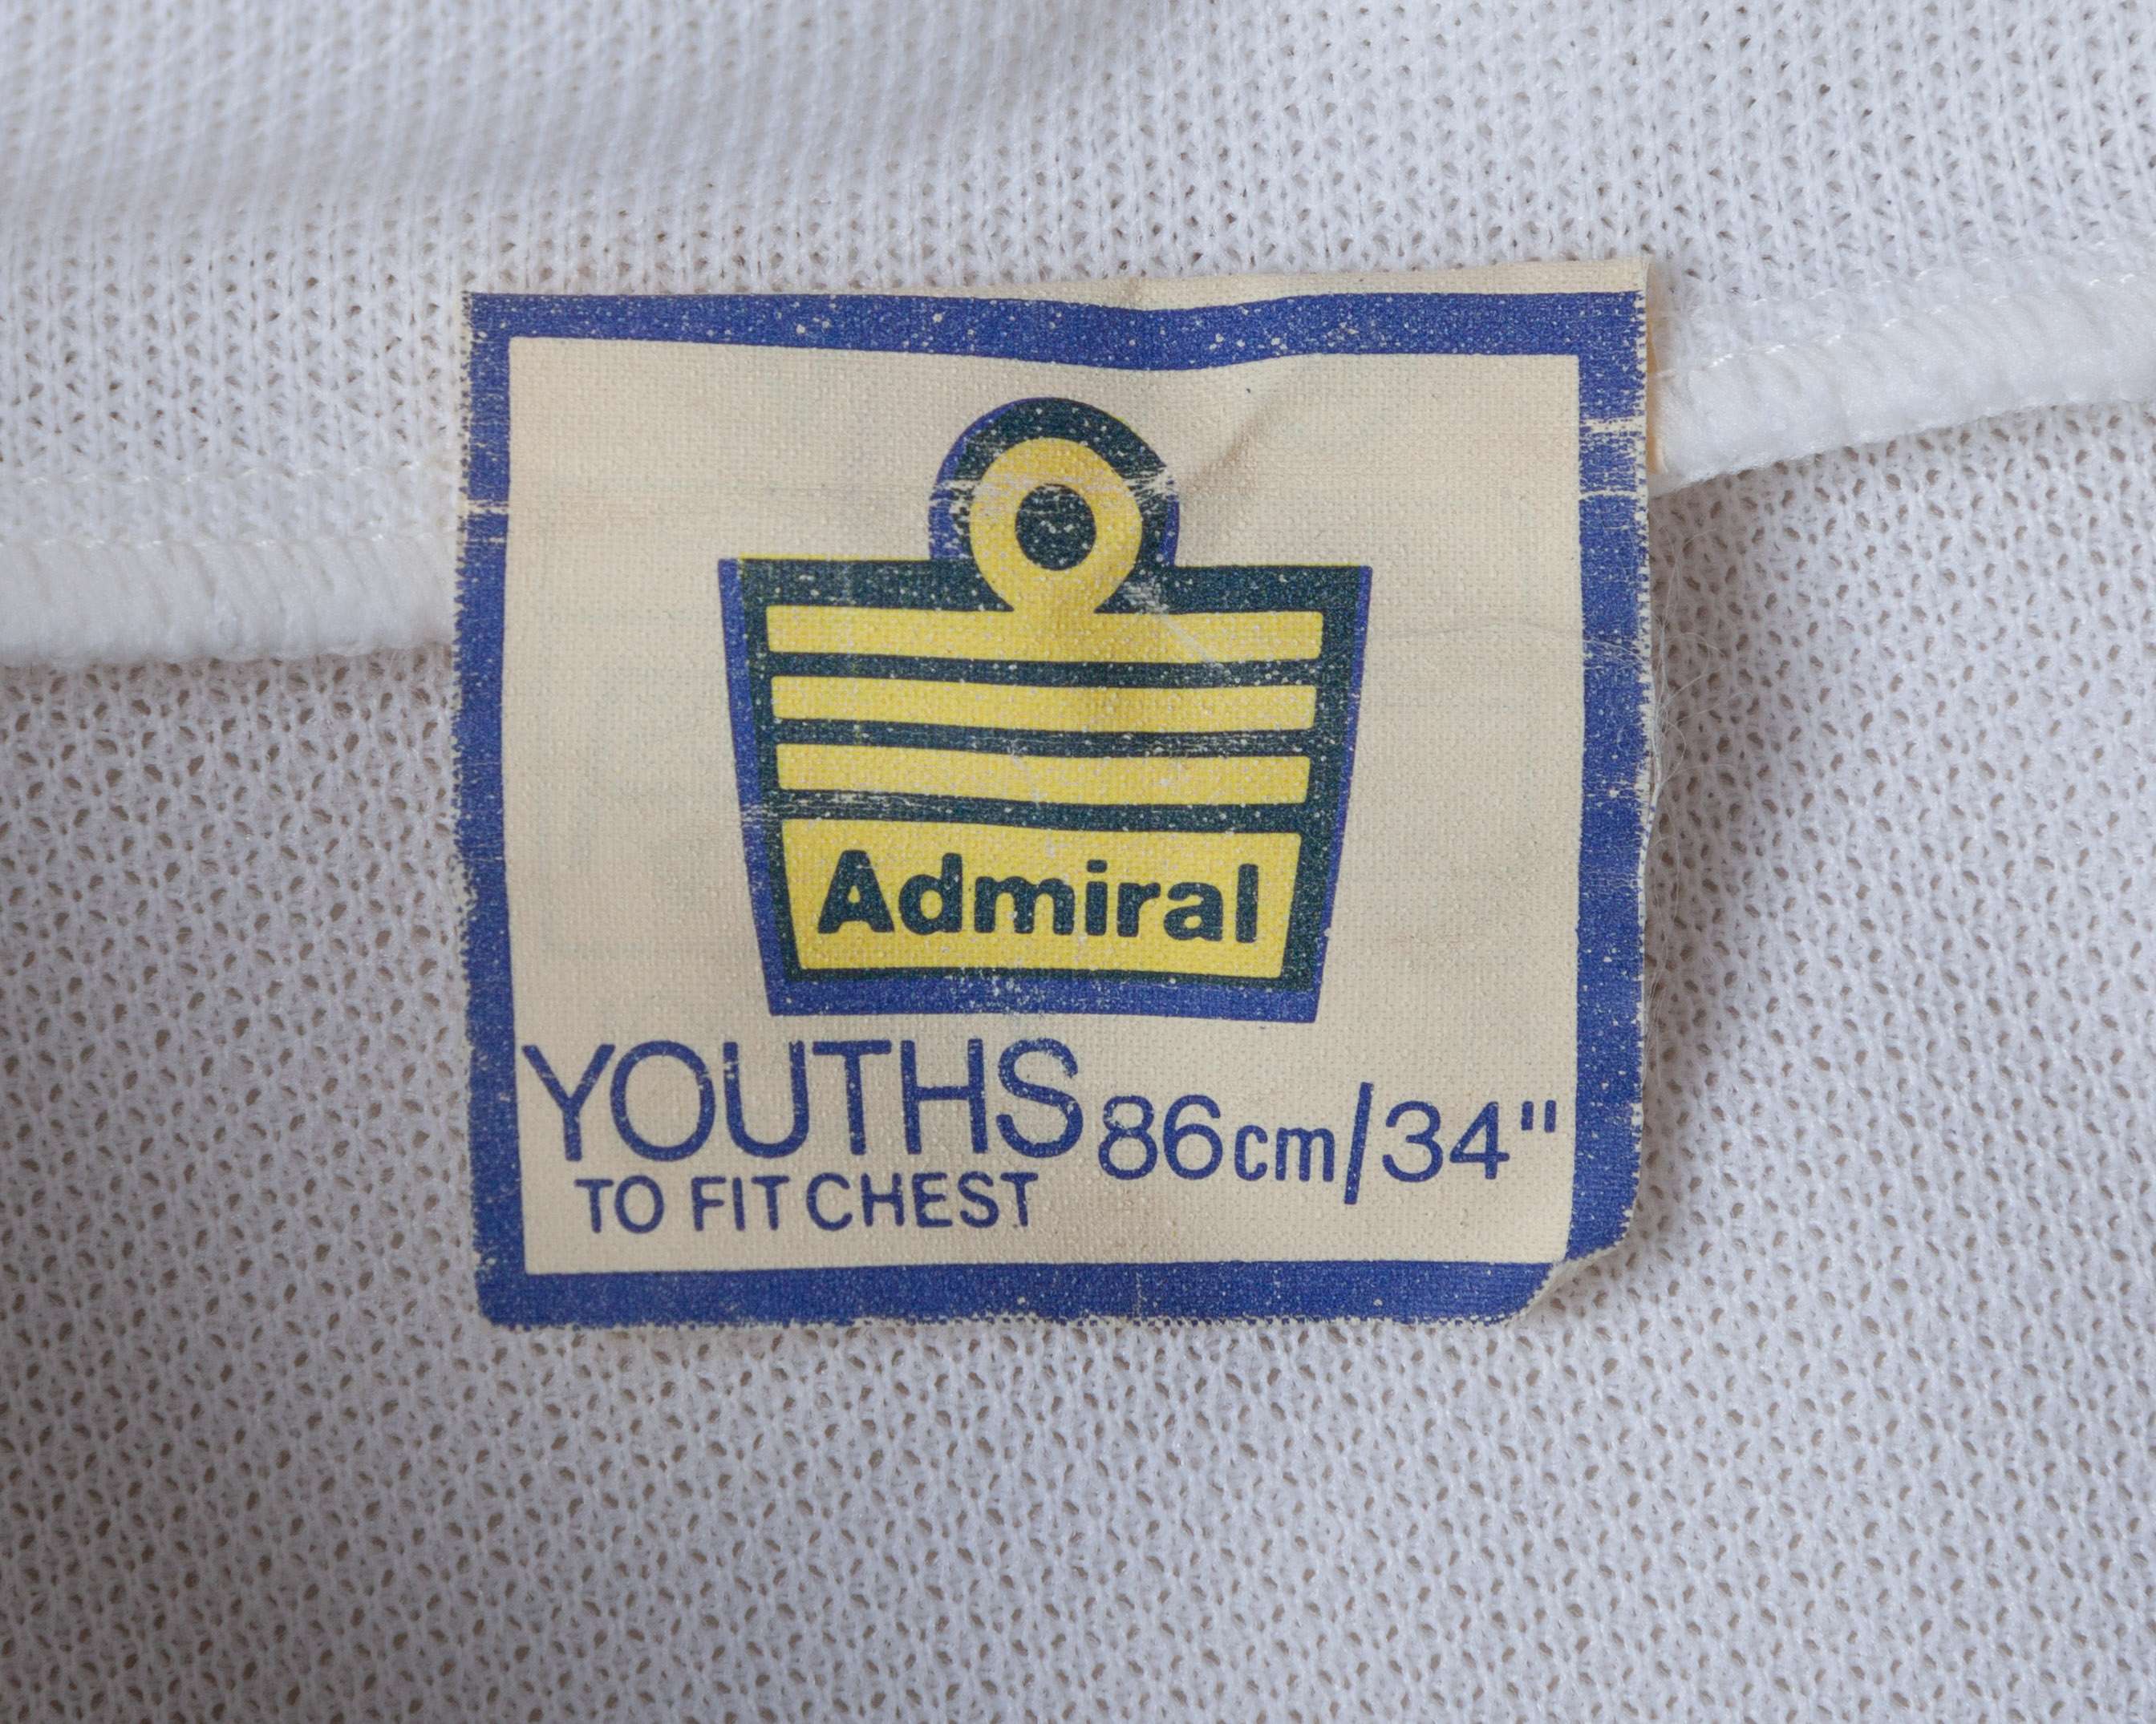 Admiral
YOUTHS 86cm/34"
TO FIT CHEST